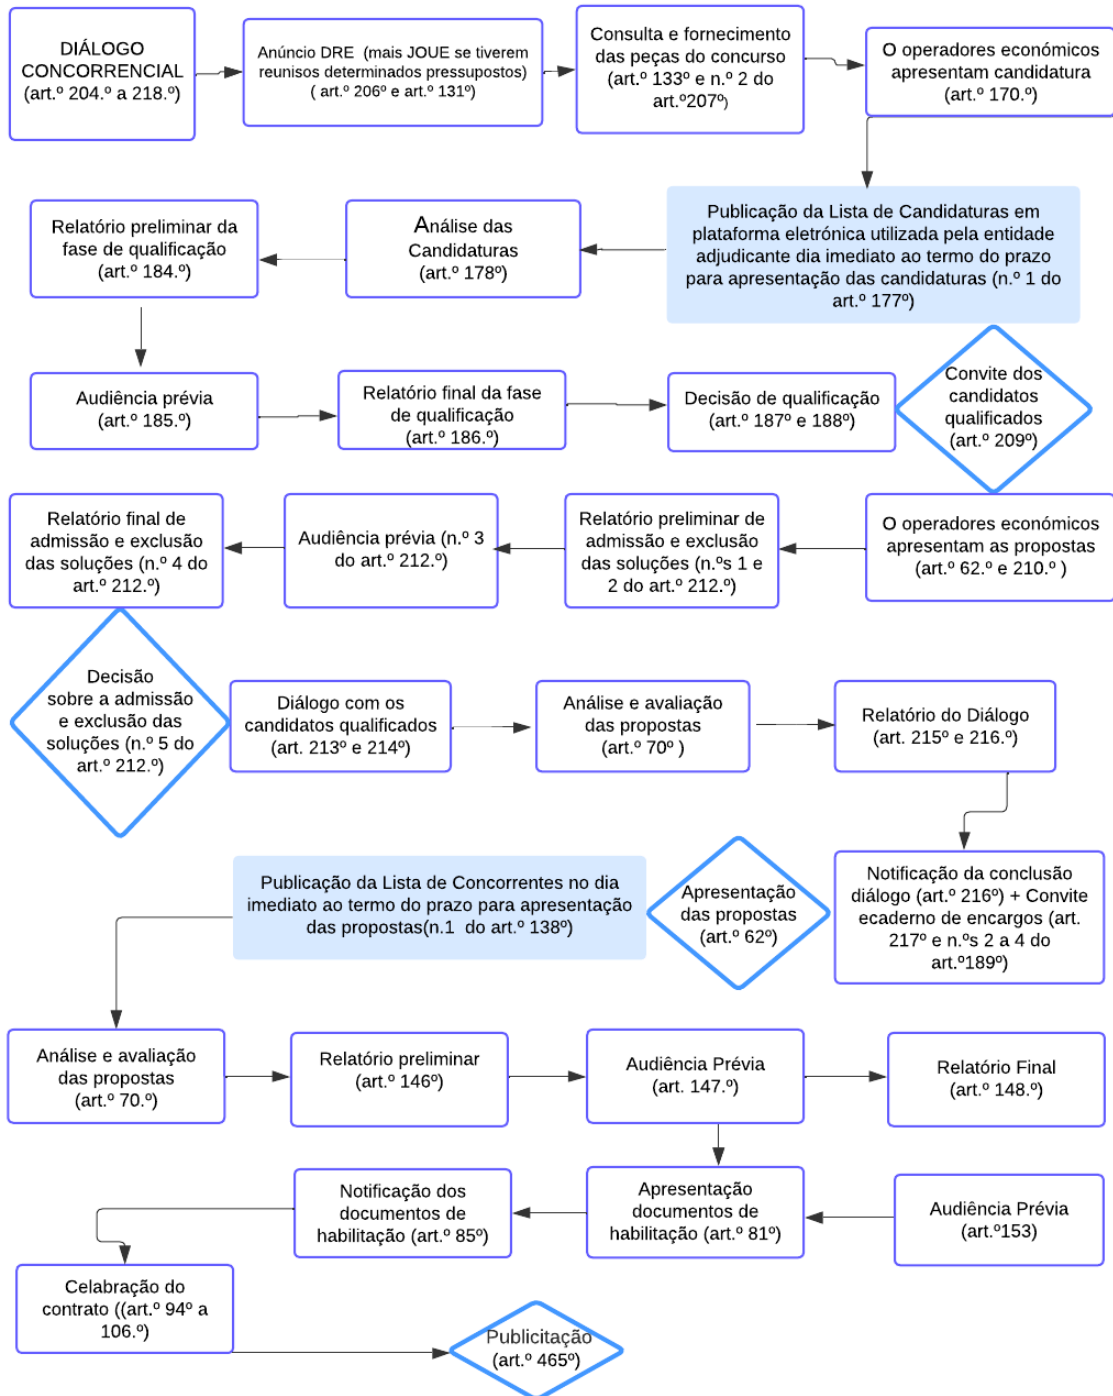 DIÁLOGO
CONCORRENCIAL
(art.º 204.º a 218.º)
Anúncio DRE (mais JOUE se tiverem
reunisos determinados pressupostos)
( art.º 206º e art.º 131º)
Consulta e fornecimento
das peças do concurso
(art.º 133º e n.º 2 do
art.º207º)
O operadores económicos
apresentam candidatura
(art.º 170.º)
Publicação da Lista de Candidaturas em
plataforma eletrónica utilizada pela entidade
adjudicante dia imediato ao termo do prazo
para apresentação das candidaturas (n.º 1 do
art.º 177º)
Análise das
Candidaturas
(art.º 178º)
Relatório preliminar da
fase de qualificação
(art.º 184.º)
Audiência prévia
(art.º 185.º)
Relatório final da fase
de qualificação
(art.º 186.º)
Decisão de qualificação
(art.º 187º e 188º)
Convite dos
candidatos
qualificados
(art.º 209º)
O operadores económicos
apresentam as propostas
(art.º 62.º e 210.º )
Relatório preliminar de
admissão e exclusão
das soluções (n.ºs 1 e
2 do art.º 212.º)
Audiência prévia (n.º 3
do art.º 212.º)
Relatório final de
admissão e exclusão
das soluções (n.º 4 do
art.º 212.º)
Decisão
sobre a admissão
e exclusão das
soluções (n.º 5 do
art.º 212.º)
Diálogo com os
candidatos qualificados
(art. 213º e 214º)
Análise e avaliação
das propostas
(art.º 70º )
Relatório do Diálogo
(art. 215º e 216.º)
Notificação da conclusão
diálogo (art.º 216º) + Convite
ecaderno de encargos (art.
217º e n.ºs 2 a 4 do
art.º189º)
Apresentação
das propostas
(art.º 62º)
Publicação da Lista de Concorrentes no dia
imediato ao termo do prazo para apresentação
das propostas(n.1 do art.º 138º)
Análise e avaliação
das propostas
(art.º 70.º)
Relatório preliminar
(art.º 146º)
Audiência Prévia
(art. 147.º)
Relatório Final
(art.º 148.º)
Audiência Prévia
(art.º153)
Apresentação
documentos de
habilitação (art.º 81º)
Notificação dos
documentos de
habilitação (art.º 85º)
Celabração do
contrato ((art.º 94º a
106.º)
Publicitação
(art.º 465º)